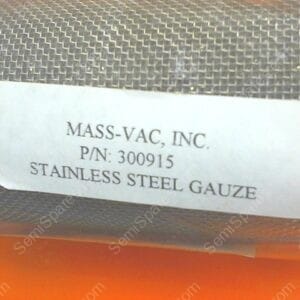 MASS-VAC, INC.
P/N: 300915
STAINLESS STEEL GAUZE